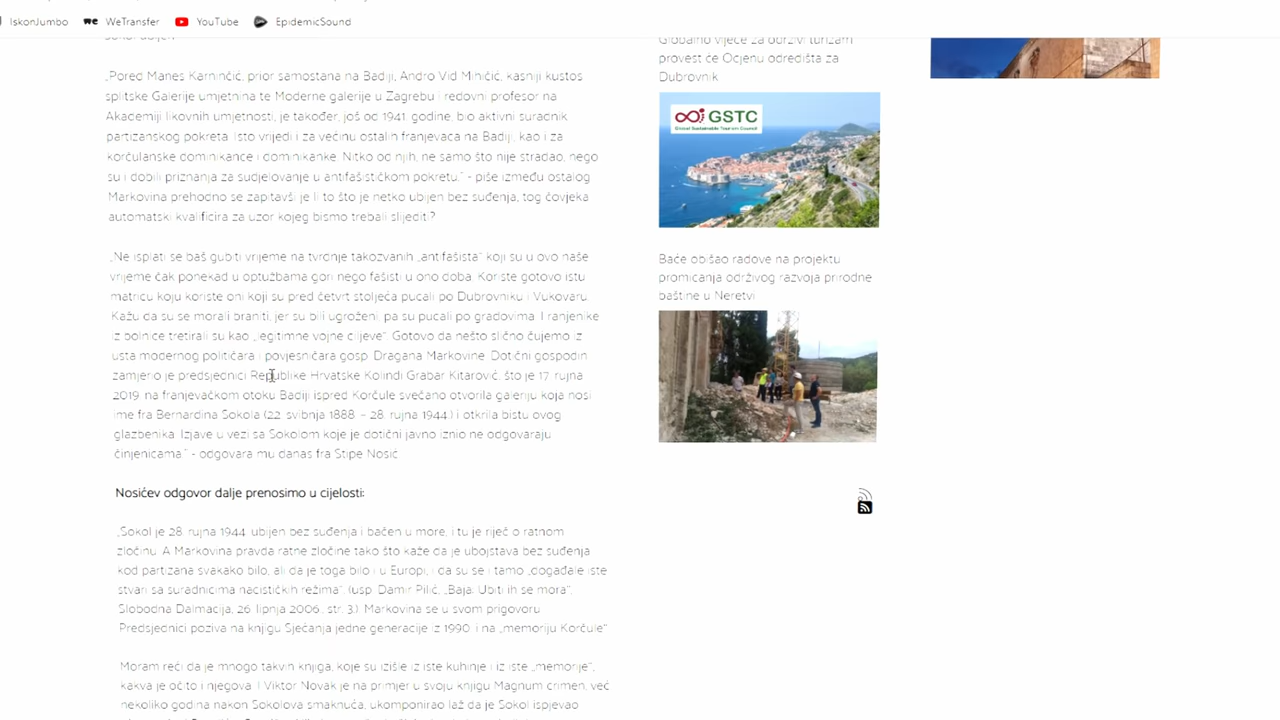 IskonJumbo
WeTransfer
YouTube
EpidemicSound
„Pored Manes Karninčić, prior samostana na Badiji, Andro Vid Mihičić, kasniji kustos
splitske Galerije umjetnina te Moderne galerije u Zagrebu i redovni profesor na
Akademiji likovnih umjetnosti, je također, još od 1941. godine, bio aktivni suradnik
partizanskog pokreta. Isto vrijedi i za većinu ostalih franjevaca na Badiji, kao i za
korčulanske dominikance i dominikanke. Nitko od njih, ne samo što nije stradao, nego
su i dobili priznanja za sudjelovanje u antifašističkom pokretu.“ - piše između ostalog
Markovina prehodno se zapitavši je li to što je netko ubijen bez suđenja, tog čovjeka
automatski kvalificira za uzor kojeg bismo trebali slijediti?
„Ne isplati se baš gubiti vrijeme na tvrdnje takozvanih „antifašista“ koji su u ovo naše
vrijeme čak ponekad u optužbama gori nego fašisti u ono doba. Koriste gotovo istu
matricu koju koriste oni koji su pred četvrt stoljeća pucali po Dubrovniku i Vukovaru.
Kažu da su se morali braniti, jer su bili ugroženi, pa su pucali po gradovima. I ranjenike
iz bolnice tretirali su kao „legitimne vojne ciljeve“. Gotovo da nešto slično čujemo iz
usta modernog političara i povjesničara gosp. Dragana Markovine. Dotični gospodin
zamjerio je predsjednici Republike Hrvatske Kolindi Grabar Kitarović, što je 17. rujna
2019. na franjevačkom otoku Badiji ispred Korčule svečano otvorila galeriju koja nosi
ime fra Bernardina Sokola (22. svibnja 1888. – 28. rujna 1944.) i otkrila bistu ovog
glazbenika. Izjave u vezi sa Sokolom koje je dotični javno iznio ne odgovaraju
činjenicama.“ - odgovara mu danas fra Stipe Nosić.
Nosićev odgovor dalje prenosimo u cijelosti:
„Sokol je 28. rujna 1944. ubijen bez suđenja i bačen u more, i tu je riječ o ratnom
zločinu. A Markovina pravda ratne zločine tako što kaže da je ubojstava bez suđenja
kod partizana svakako bilo, ali da je toga bilo i u Europi, i da su se i tamo „događale iste
stvari sa suradnicima nacističkih režima“. (usp. Damir Pilić, „Baja: Ubiti ih se mora“,
Slobodna Dalmacija, 26. lipnja 2006., str. 3.). Markovina se u svom prigovoru
Predsjednici poziva na knjigu Sjećanja jedne generacije iz 1990. i na „memoriju Korčule“.
Moram reći da je mnogo takvih knjiga, koje su izišle iz iste kuhinje i iz iste „memorije“,
kakva je očito i njegova. I Viktor Novak je na primjer u svoju knjigu Magnum crimen, već
nekoliko godina nakon Sokolova smaknuća, ukomponirao laž da je Sokol ispjevao
Globalno vijeće za održivi turizam
provest će Ocjenu odredišta za
Dubrovnik
GSTC
Global Sustainable Tourism Council
Baće obišao radove na projektu
promicanja održivog razvoja prirodne
baštine u Neretvi